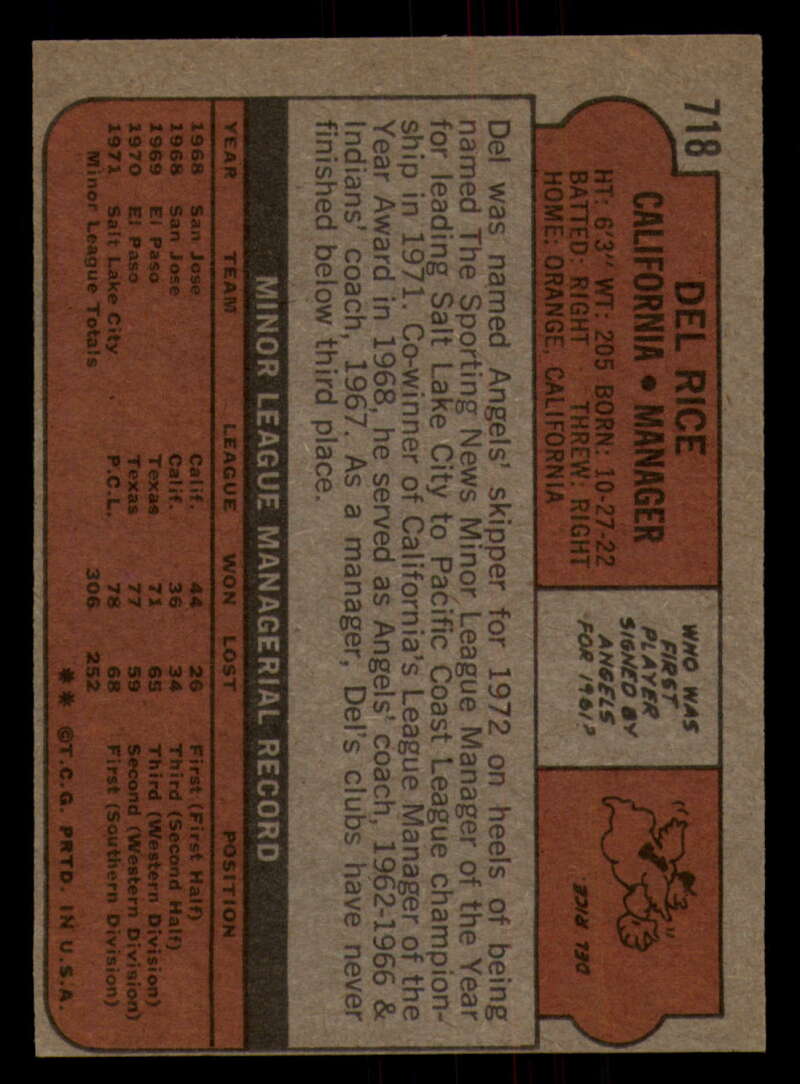 718
DEL RICE
CALIFORNIA • MANAGER
HT: 6'3" WT: 205 BORN: 10-27-22
BATTED: RIGHT THREW: RIGHT
HOME: ORANGE, CALIFORNIA
WHO WAS
FIRST
PLAYER
SIGNED BY
ANGELS
FOR 1961?
DEL RICE
Del was named Angels' skipper for 1972 on heels of being
named The Sporting News Minor League Manager of the Year
for leading Salt Lake City to Pacific Coast League champion-
ship in 1971. Co-winner of California's League Manager of the
Year Award in 1968, he served as Angels' coach, 1962-1966 &
Indians' coach, 1967. As a manager, Del's clubs have never
finished below third place.
MINOR LEAGUE MANAGERIAL RECORD
YEAR TEAM LEAGUE WON LOST POSITION
1968 San Jose Calif. 44 26 First (First Half)
1968 San Jose Calif. 36 34 Third (Second Half)
1969 El Paso Texas 71 65 Third (Western Division)
1970 El Paso Texas 77 59 Second (Western Division)
1971 Salt Lake City P.C.L. 78 68 First (Southern Division)
Minor League Totals 306 252
** ©T.C.G. PRTD. IN U.S.A.